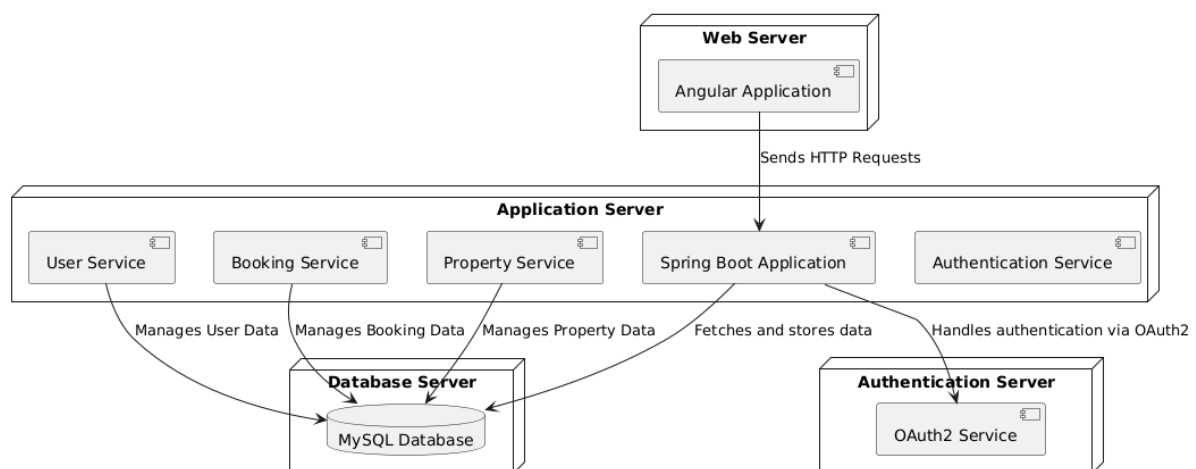 Web Server
Angular Application
Sends HTTP Requests
Application Server
User Service
Booking Service
Property Service
Spring Boot Application
Authentication Service
Manages User Data
Manages Booking Data
Manages Property Data
Fetches and stores data
Handles authentication via OAuth2
Database Server
MySQL Database
Authentication Server
OAuth2 Service